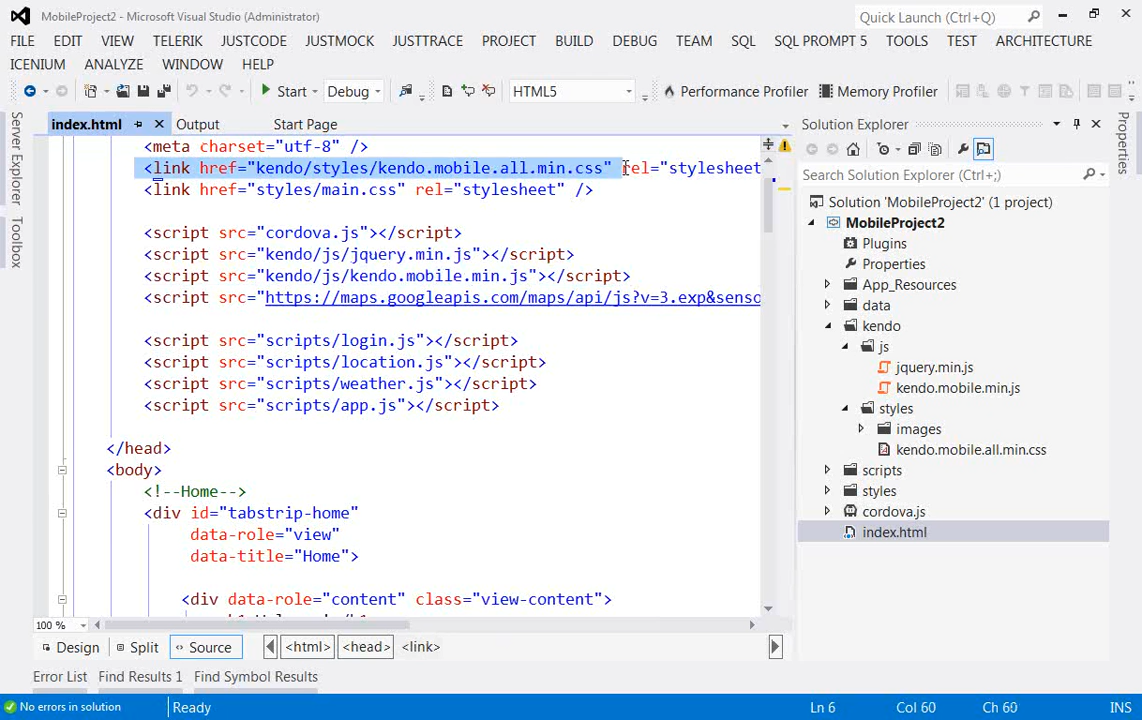 MobileProject2 - Microsoft Visual Studio (Administrator)
Quick Launch (Ctrl+Q)
FILE EDIT VIEW TELERIK JUSTCODE JUSTMOCK JUSTTRACE PROJECT BUILD DEBUG TEAM SQL SQL PROMPT 5 TOOLS TEST ARCHITECTURE
ICENIUM ANALYZE WINDOW HELP
Start Debug HTML5 Performance Profiler Memory Profiler
Server Explorer
Toolbox
index.html Output Start Page
<meta charset="utf-8" />
<link href="kendo/styles/kendo.mobile.all.min.css" rel="stylesheet
<link href="styles/main.css" rel="stylesheet" />
<script src="cordova.js"></script>
<script src="kendo/js/jquery.min.js"></script>
<script src="kendo/js/kendo.mobile.min.js"></script>
<script src="https://maps.googleapis.com/maps/api/js?v=3.exp&senso
<script src="scripts/login.js"></script>
<script src="scripts/location.js"></script>
<script src="scripts/weather.js"></script>
<script src="scripts/app.js"></script>
</head>
<body>
<!--Home-->
<div id="tabstrip-home"
data-role="view"
data-title="Home">
<div data-role="content" class="view-content">
100 %
Design Split Source <html> <head> <link>
Solution Explorer
Search Solution Explorer (Ctrl+;)
Solution 'MobileProject2' (1 project)
MobileProject2
Plugins
Properties
App_Resources
data
kendo
js
jquery.min.js
kendo.mobile.min.js
styles
images
kendo.mobile.all.min.css
scripts
styles
cordova.js
index.html
Properties
Error List Find Results 1 Find Symbol Results
No errors in solution Ready Ln 6 Col 60 Ch 60 INS